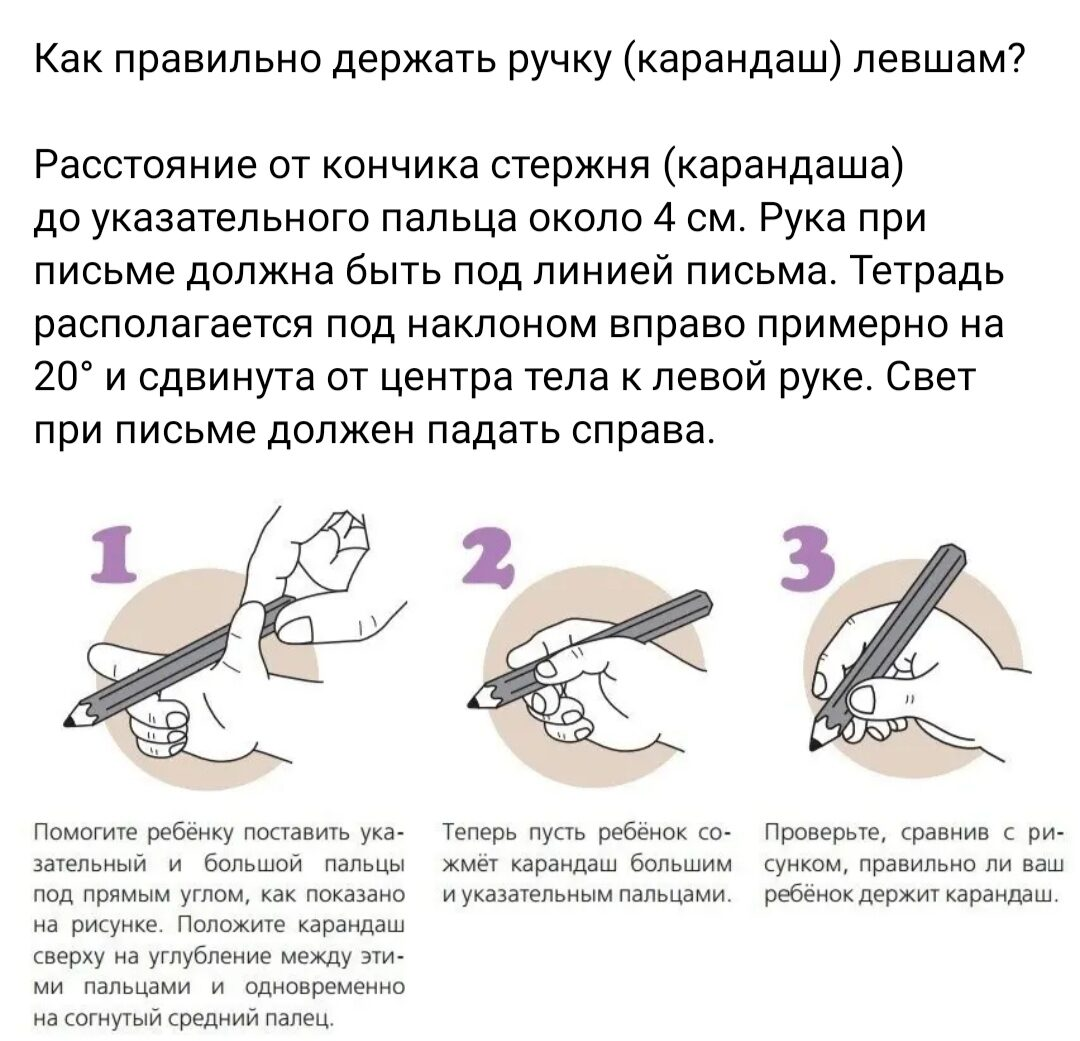 Как правильно держать ручку (карандаш) левшам?
Расстояние от кончика стержня (карандаша)
до указательного пальца около 4 см. Рука при
письме должна быть под линией письма. Тетрадь
располагается под наклоном вправо примерно на
20° и сдвинута от центра тела к левой руке. Свет
при письме должен падать справа.
1
2
3
Помогите ребёнку поставить ука-
зательный и большой пальцы
под прямым углом, как показано
на рисунке. Положите карандаш
сверху на углубление между эти-
ми пальцами и одновременно
на согнутый средний палец.
Теперь пусть ребёнок со-
жмёт карандаш большим
и указательным пальцами.
Проверьте, сравнив с ри-
сунком, правильно ли ваш
ребёнок держит карандаш.